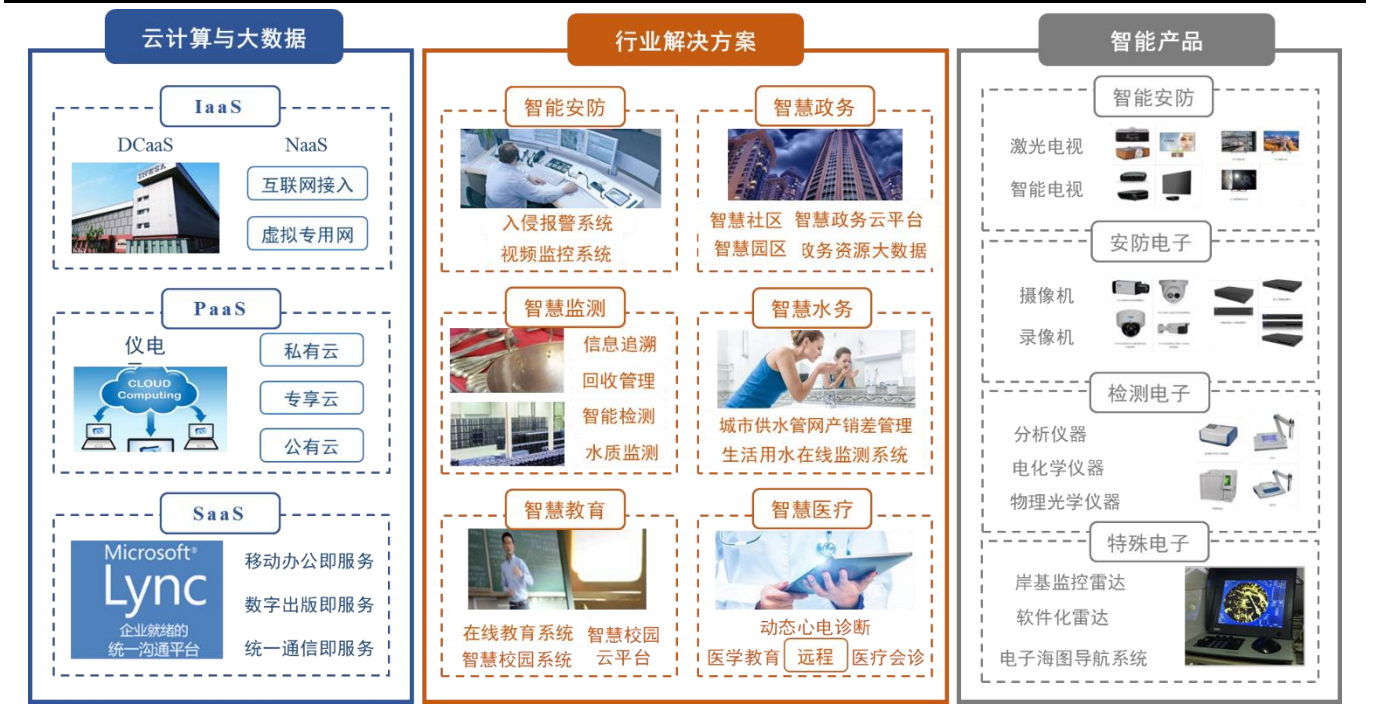 云计算与大数据
IaaS
DCaaS
NaaS
INESA
互联网接入
虚拟专用网
PaaS
仪电
CLOUD
Computing
私有云
专享云
公有云
SaaS
Microsoft®
Lync
企业就绪的
统一沟通平台
移动办公即服务
数字出版即服务
统一通信即服务
行业解决方案
智能安防
入侵报警系统
视频监控系统
智慧政务
智慧社区 智慧政务云平台
智慧园区 政务资源大数据
智慧监测
信息追溯
回收管理
智能检测
水质监测
智慧水务
城市供水管网产销差管理
生活用水在线监测系统
智慧教育
在线教育系统
智慧校园系统
智慧校园
云平台
智慧医疗
动态心电诊断
医学教育 远程 医疗会诊
智能产品
智能安防
激光电视
智能电视
安防电子
摄像机
录像机
检测电子
分析仪器
电化学仪器
物理光学仪器
特殊电子
岸基监控雷达
软件化雷达
电子海图导航系统